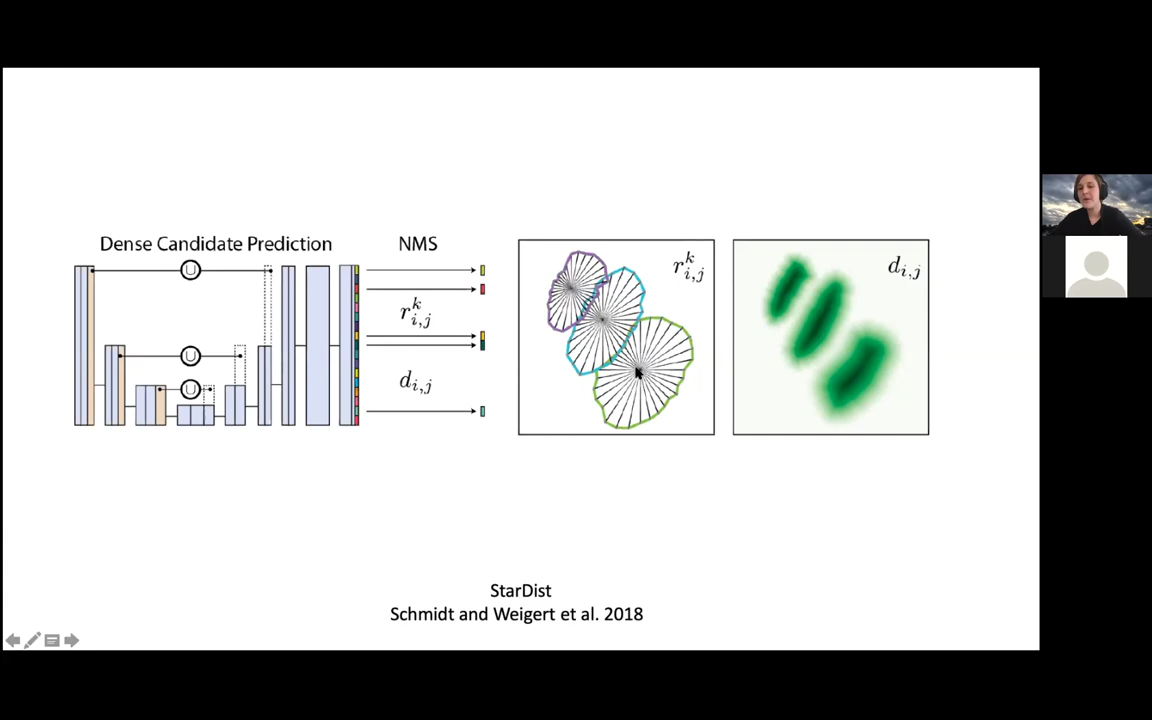 Dense Candidate Prediction
NMS
U
U
U
r^k_{i,j}
d_{i,j}
r^k_{i,j}
d_{i,j}
StarDist
Schmidt and Weigert et al. 2018